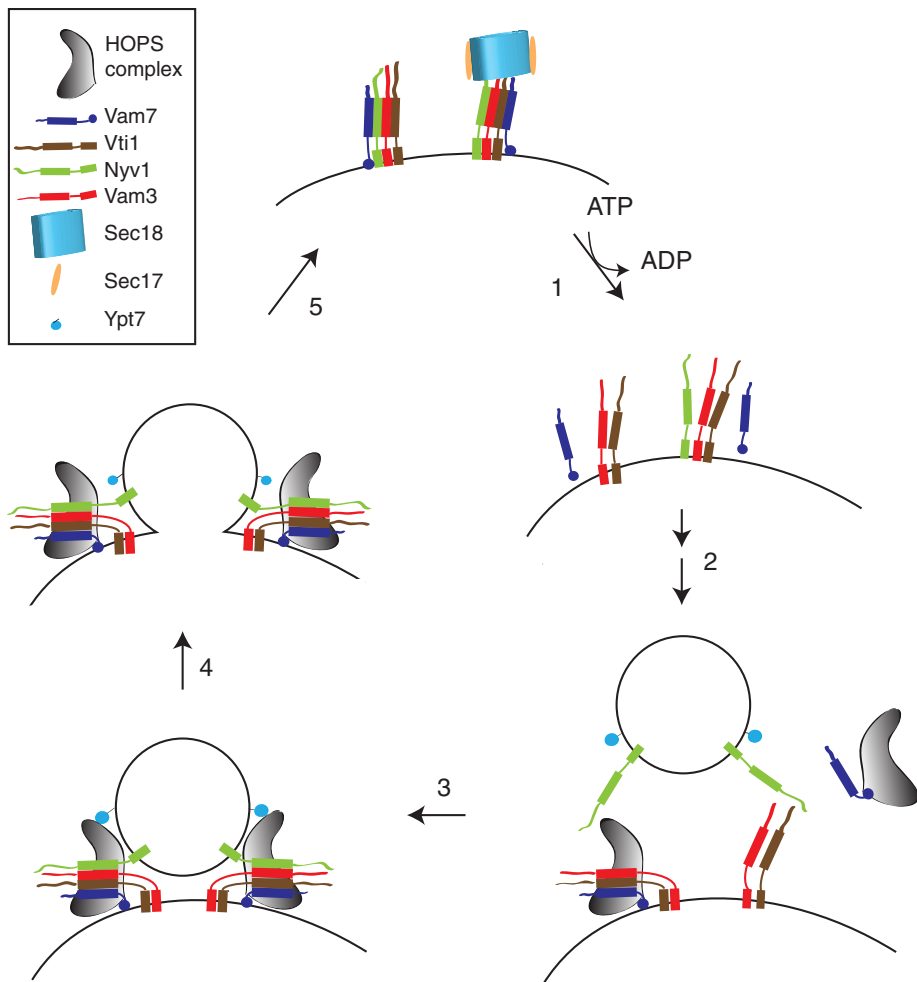 HOPS
complex
Vam7
Vti1
Nyv1
Vam3
Sec18
Sec17
Ypt7
ATP
ADP
1
5
2
3
4